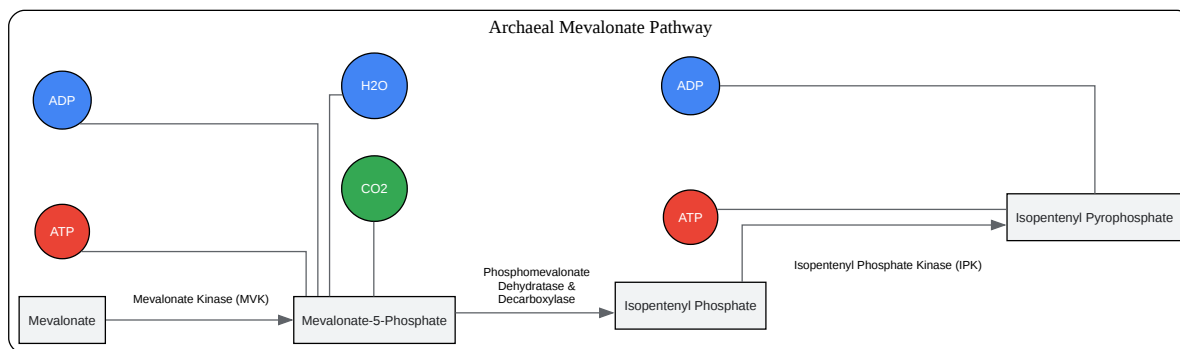 Archaeal Mevalonate Pathway
ADP
H2O
ADP
CO2
ATP
ATP
Isopentenyl Pyrophosphate
Isopentenyl Phosphate Kinase (IPK)
Phosphomevalonate
Dehydratase &
Decarboxylase
Mevalonate Kinase (MVK)
Mevalonate
Mevalonate-5-Phosphate
Isopentenyl Phosphate